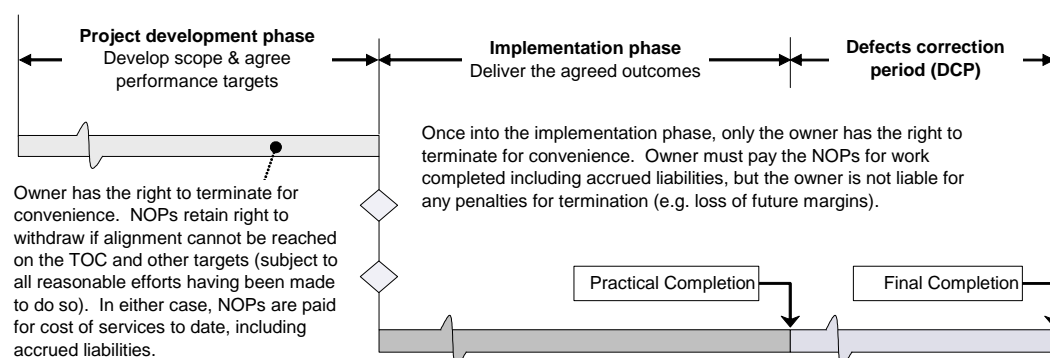 Project development phase
Develop scope & agree
performance targets
Implementation phase
Deliver the agreed outcomes
Defects correction
period (DCP)
Once into the implementation phase, only the owner has the right to
terminate for convenience.  Owner must pay the NOPs for work
completed including accrued liabilities, but the owner is not liable for
any penalties for termination (e.g. loss of future margins).
Owner has the right to terminate for
convenience.  NOPs retain right to
withdraw if alignment cannot be reached
on the TOC and other targets (subject to
all reasonable efforts having been made
to do so).  In either case, NOPs are paid
for cost of services to date, including
accrued liabilities.
Practical Completion
Final Completion